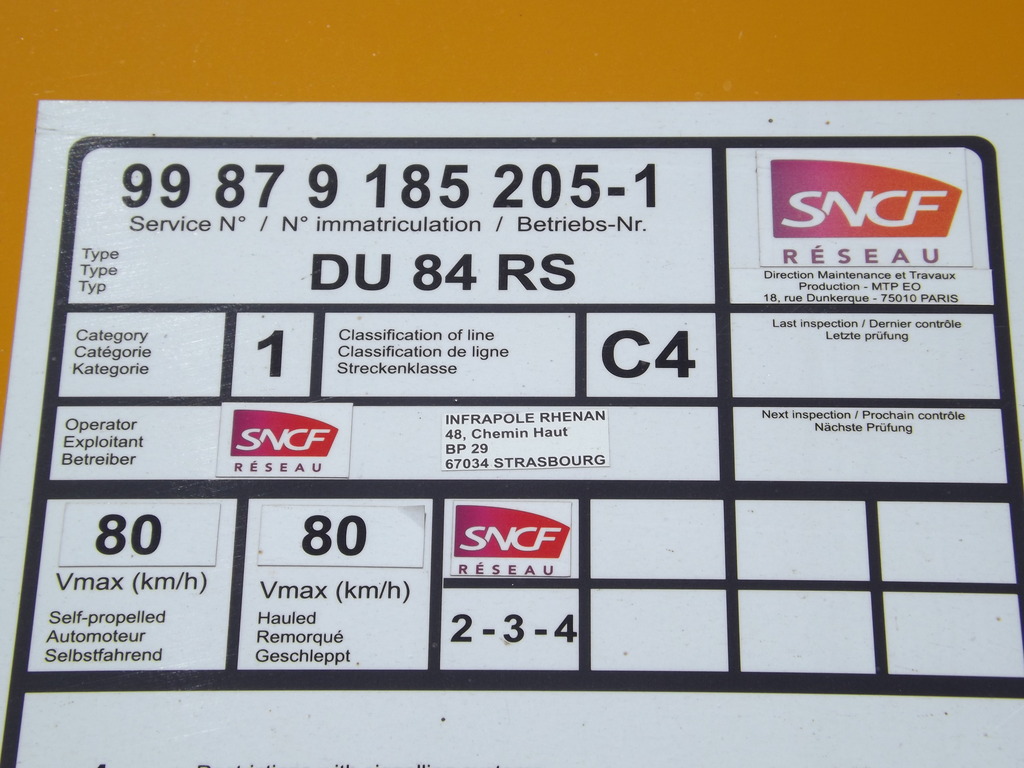 99 87 9 185 205-1
Service N° / N° immatriculation / Betriebs-Nr.
Type
Type
Typ
DU 84 RS
SNCF
RÉSEAU
Direction Maintenance et Travaux
Production - MTP EO
18, rue Dunkerque - 75010 PARIS
Category
Catégorie
Kategorie
1
Classification of line
Classification de ligne
Streckenklasse
C4
Last inspection / Dernier contrôle
Letzte prüfung
Operator
Exploitant
Betreiber
SNCF
RÉSEAU
INFRAPOLE RHENAN
48, Chemin Haut
BP 29
67034 STRASBOURG
Next inspection / Prochain contrôle
Nächste Prüfung
80
Vmax (km/h)
Self-propelled
Automoteur
Selbstfahrend
80
Vmax (km/h)
Hauled
Remorqué
Geschleppt
SNCF
RÉSEAU
2 - 3 - 4